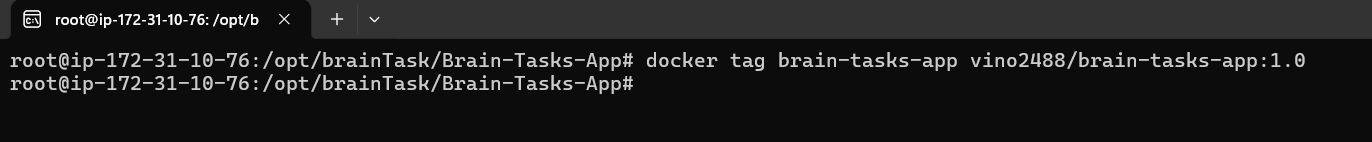 root@ip-172-31-10-76: /opt/b
root@ip-172-31-10-76:/opt/brainTask/Brain-Tasks-App# docker tag brain-tasks-app vino2488/brain-tasks-app:1.0
root@ip-172-31-10-76:/opt/brainTask/Brain-Tasks-App#